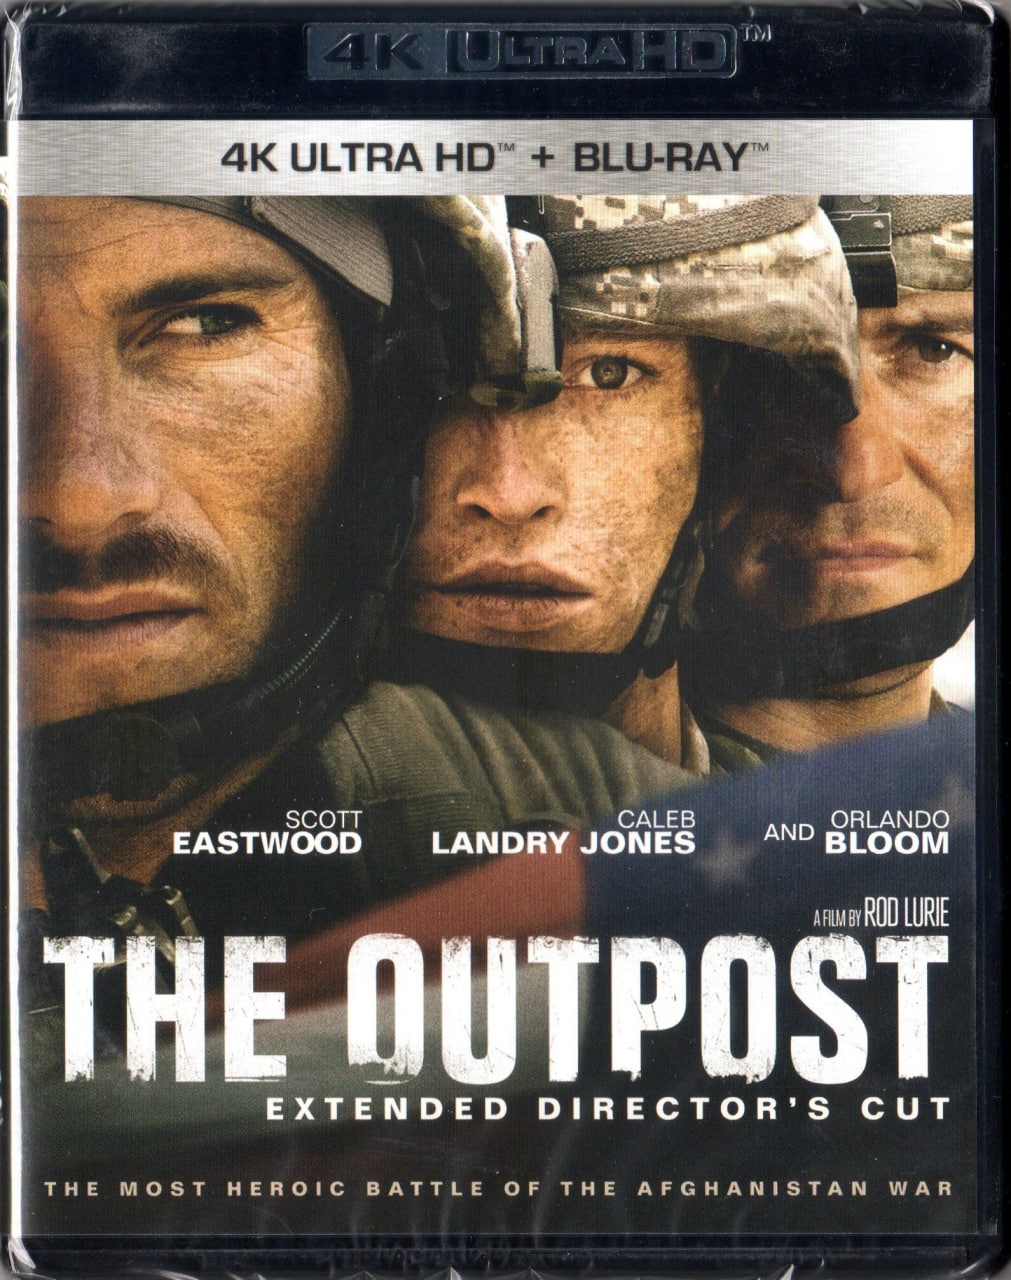 4K ULTRA HD™
4K ULTRA HD™ + BLU-RAY™
SCOTT
EASTWOOD
CALEB
LANDRY JONES
AND ORLANDO
BLOOM
A FILM BY ROD LURIE
THE OUTPOST
EXTENDED DIRECTOR'S CUT
THE MOST HEROIC BATTLE OF THE AFGHANISTAN WAR